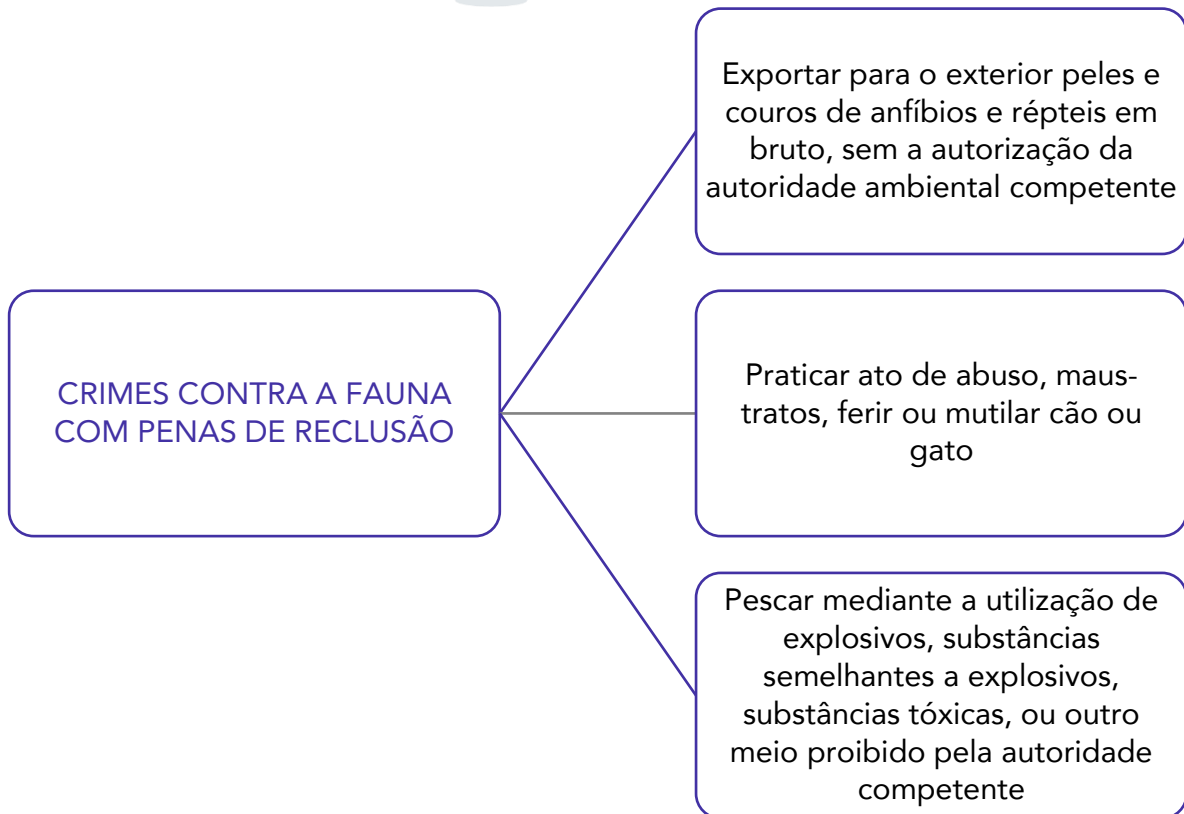 Exportar para o exterior peles e
couros de anfíbios e répteis em
bruto, sem a autorização da
autoridade ambiental competente
CRIMES CONTRA A FAUNA
COM PENAS DE RECLUSÃO
Praticar ato de abuso, maus-
tratos, ferir ou mutilar cão ou
gato
Pescar mediante a utilização de
explosivos, substâncias
semelhantes a explosivos,
substâncias tóxicas, ou outro
meio proibido pela autoridade
competente